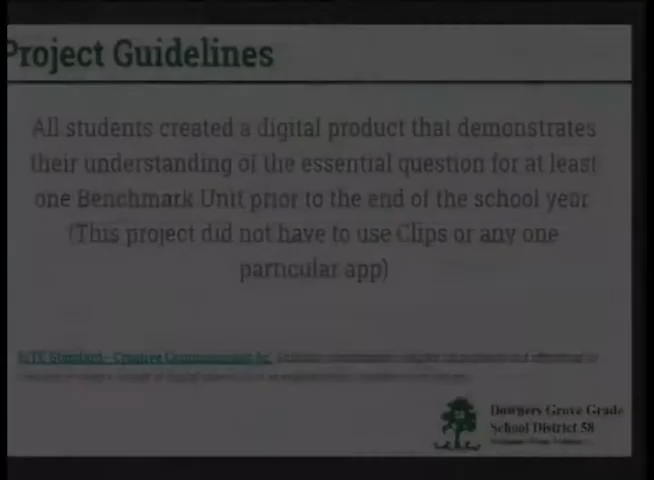 Project Guidelines
All students created a digital product that demonstrates
their understanding of the essential question for at least
one Benchmark Unit prior to the end of the school year
(This project did not have to use Clips or any one
particular app)
Downers Grove Grade
School District 58